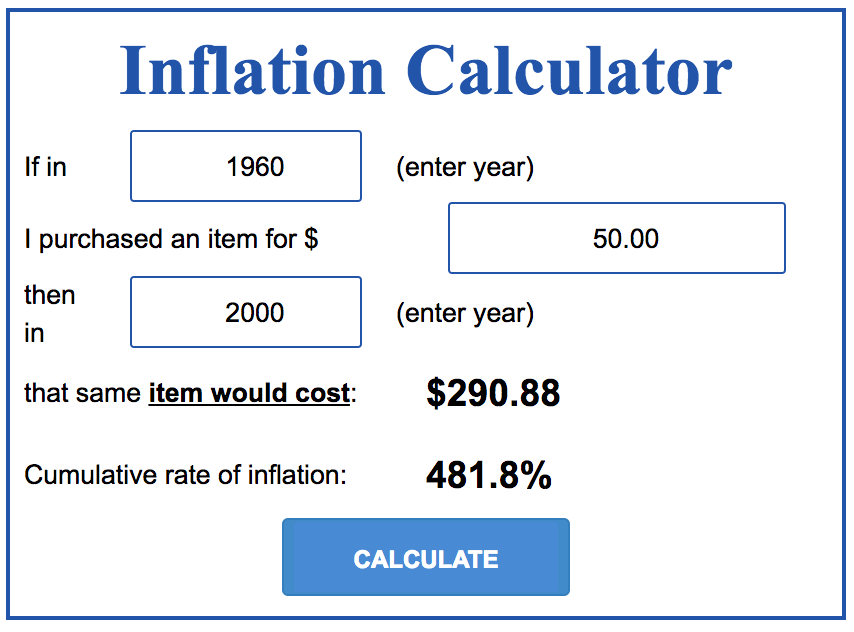 Inflation Calculator
If in 1960 (enter year)
I purchased an item for $ 50.00
then
in 2000 (enter year)
that same item would cost: $290.88
Cumulative rate of inflation: 481.8%
CALCULATE